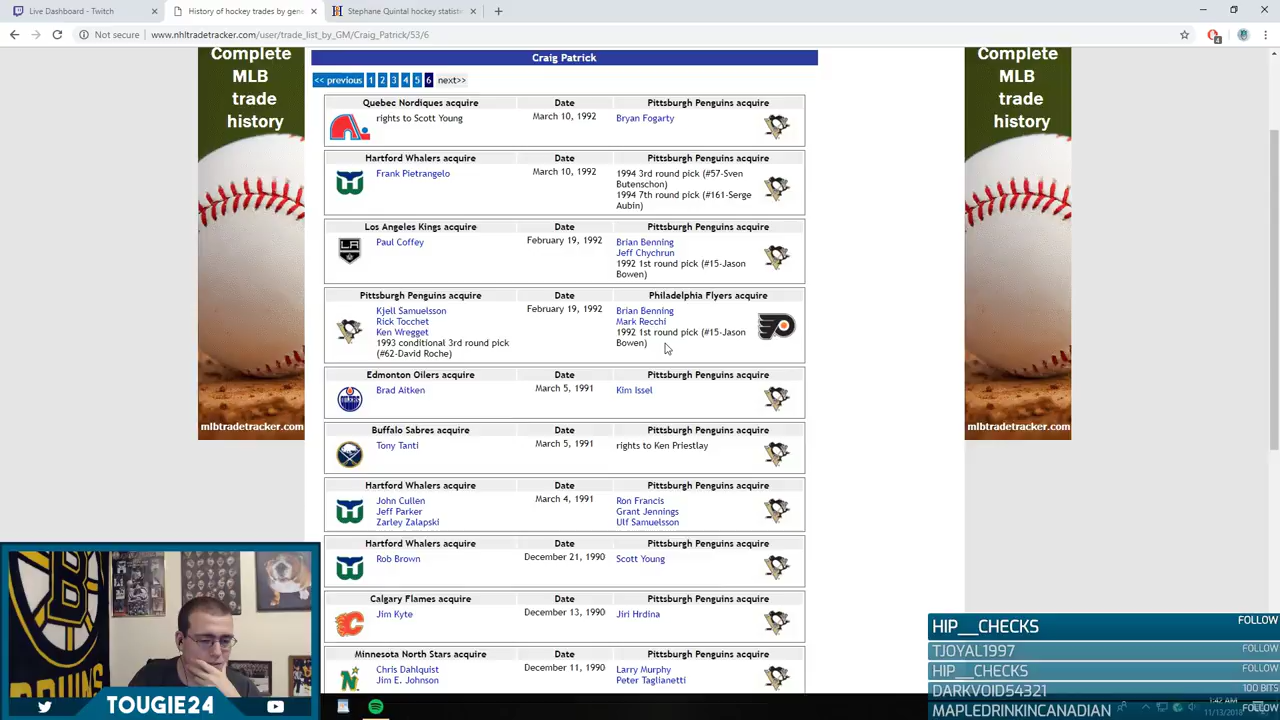 Live Dashboard - Twitch
History of hockey trades by gene
Stephane Quintal hockey statist
Not secure
www.nhltradetracker.com/user/trade_list_by_GM/Craig_Patrick/53/6
Complete
MLB
trade
history
mlbtradetracker.com
Complete
MLB
trade
history
mlbtradetracker.com
Craig Patrick
<< previous 1 2 3 4 5 6 next>>
Quebec Nordiques acquire Date Pittsburgh Penguins acquire
rights to Scott Young March 10, 1992 Bryan Fogarty
Hartford Whalers acquire Date Pittsburgh Penguins acquire
Frank Pietrangelo March 10, 1992 1994 3rd round pick (#57-Sven
Butenschon)
1994 7th round pick (#161-Serge
Aubin)
Los Angeles Kings acquire Date Pittsburgh Penguins acquire
Paul Coffey February 19, 1992 Brian Benning
Jeff Chychrun
1992 1st round pick (#15-Jason
Bowen)
Pittsburgh Penguins acquire Date Philadelphia Flyers acquire
Kjell Samuelsson February 19, 1992 Brian Benning
Rick Tocchet Mark Recchi
Ken Wregget 1992 1st round pick (#15-Jason
1993 conditional 3rd round pick Bowen)
(#62-David Roche)
Edmonton Oilers acquire Date Pittsburgh Penguins acquire
Brad Aitken March 5, 1991 Kim Issel
Buffalo Sabres acquire Date Pittsburgh Penguins acquire
Tony Tanti March 5, 1991 rights to Ken Priestlay
Hartford Whalers acquire Date Pittsburgh Penguins acquire
John Cullen March 4, 1991 Ron Francis
Jeff Parker Grant Jennings
Zarley Zalapski Ulf Samuelsson
Hartford Whalers acquire Date Pittsburgh Penguins acquire
Rob Brown December 21, 1990 Scott Young
Calgary Flames acquire Date Pittsburgh Penguins acquire
Jim Kyte December 13, 1990 Jiri Hrdina
Minnesota North Stars acquire Date Pittsburgh Penguins acquire
Chris Dahlquist December 11, 1990 Larry Murphy
Jim E. Johnson Peter Taglianetti
B
BRUINS
TOUGIE24
HIP__CHECKS FOLLOW
TJOYAL1997 FOLLOW
HIP__CHECKS FOLLOW
DARKVOID54321 100 BITS
MAPLEDRINKINCANADIAN FOLLOW
1:42 AM
11/13/2018